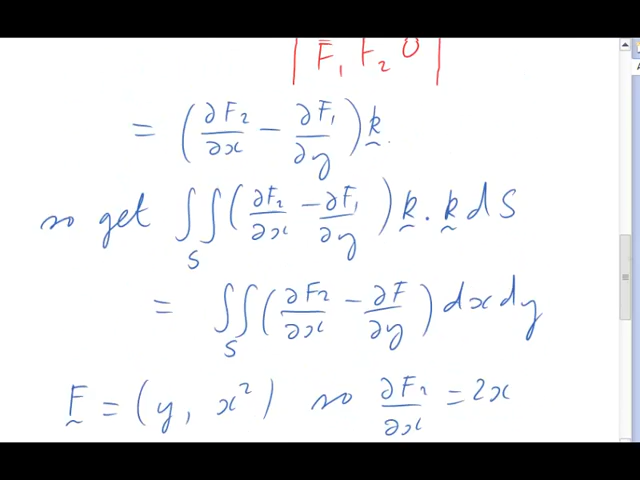 | F₁ F₂ 0 |
= (∂F₂/∂x − ∂F₁/∂y) k
so get ∫∫_S (∂F₂/∂x − ∂F₁/∂y) k . k dS
= ∫∫_S (∂F₂/∂x − ∂F/∂y) dx dy
F = (y, x²) so ∂F₂/∂x = 2x